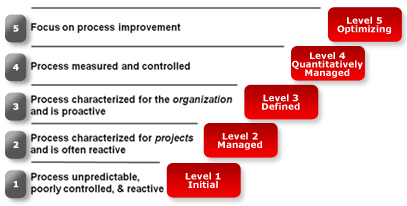 5
Focus on process improvement
Level 5
Optimizing
4
Process measured and controlled
Level 4
Quantitatively
Managed
3
Process characterized for the organization
and is proactive
Level 3
Defined
2
Process characterized for projects
and is often reactive
Level 2
Managed
1
Process unpredictable,
poorly controlled, & reactive
Level 1
Initial